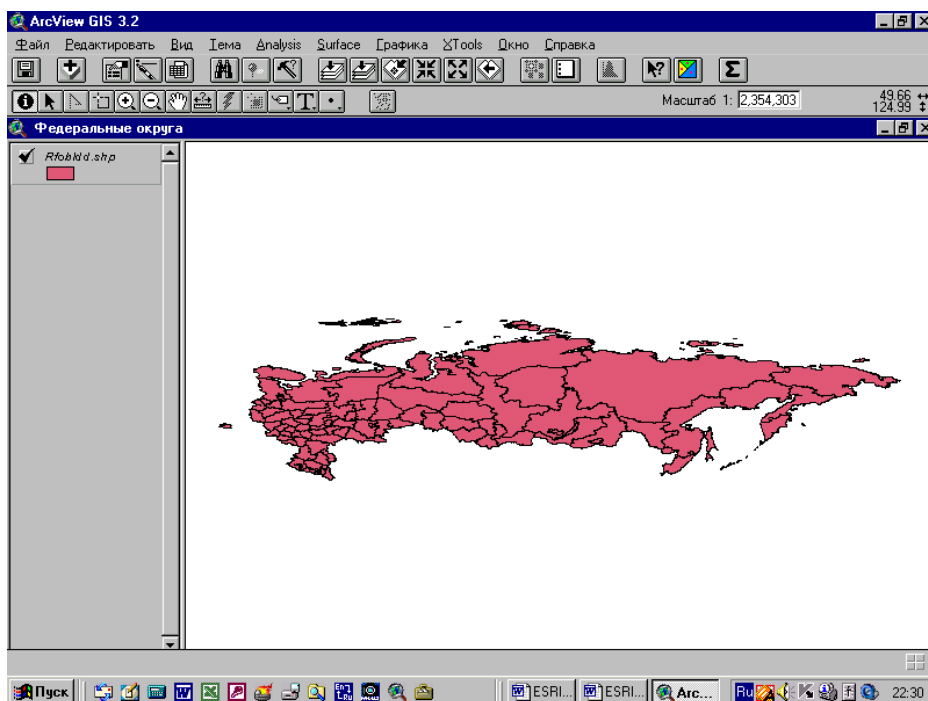 ArcView GIS 3.2
Файл Редактировать Вид Тема Analysis Surface Графика XTools Окно Справка
Масштаб 1: 2,354,303
49.66
124.99
Федеральные округа
Rfobldd.shp
Пуск ESRI... ESRI... Arc... Ru 22:30